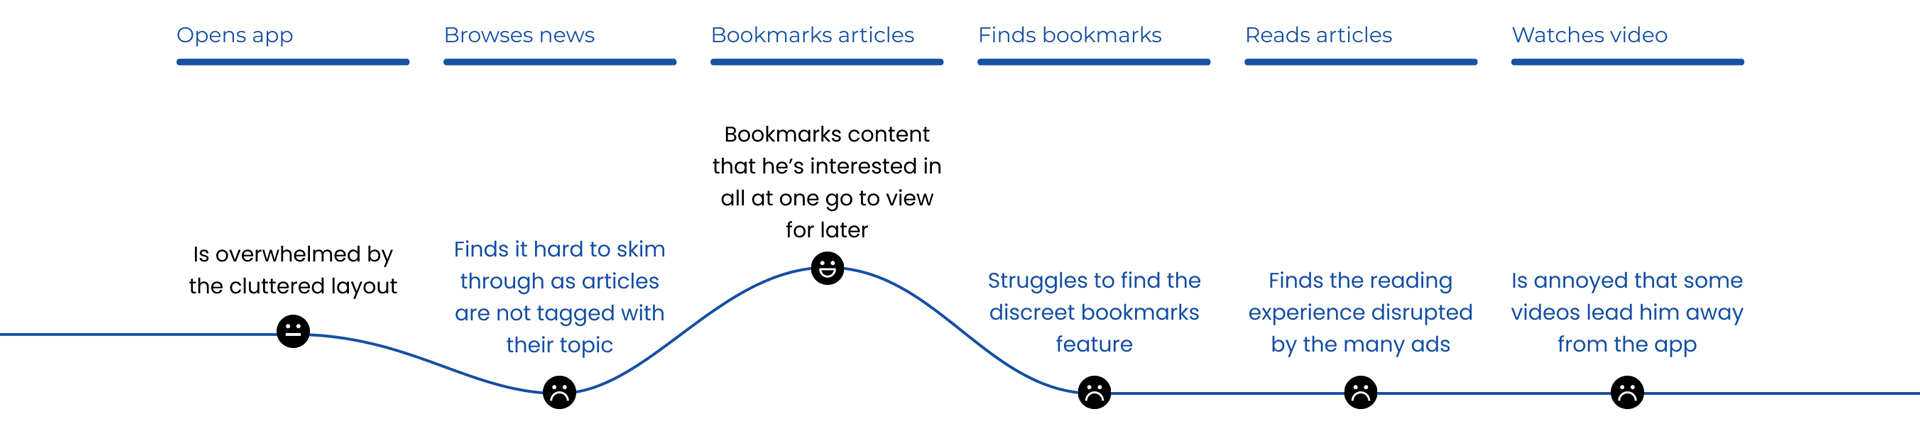 Opens app
Browses news
Bookmarks articles
Finds bookmarks
Reads articles
Watches video
Is overwhelmed by
the cluttered layout
Finds it hard to skim
through as articles
are not tagged with
their topic
Bookmarks content
that he’s interested in
all at one go to view
for later
Struggles to find the
discreet bookmarks
feature
Finds the reading
experience disrupted
by the many ads
Is annoyed that some
videos lead him away
from the app